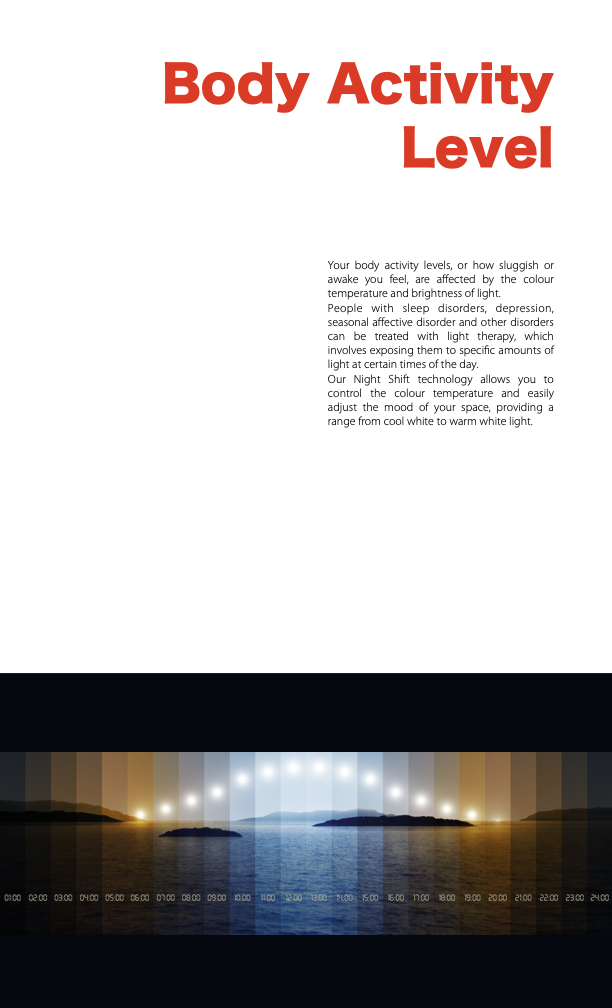 Body Activity
Level
Your body activity levels, or how sluggish or
awake you feel, are affected by the colour
temperature and brightness of light.
People with sleep disorders, depression,
seasonal affective disorder and other disorders
can be treated with light therapy, which
involves exposing them to specific amounts of
light at certain times of the day.
Our Night Shift technology allows you to
control the colour temperature and easily
adjust the mood of your space, providing a
range from cool white to warm white light.
01:00 02:00 03:00 04:00 05:00 06:00 07:00 08:00 09:00 10:00 11:00 12:00 13:00 14:00 15:00 16:00 17:00 18:00 19:00 20:00 21:00 22:00 23:00 24:00